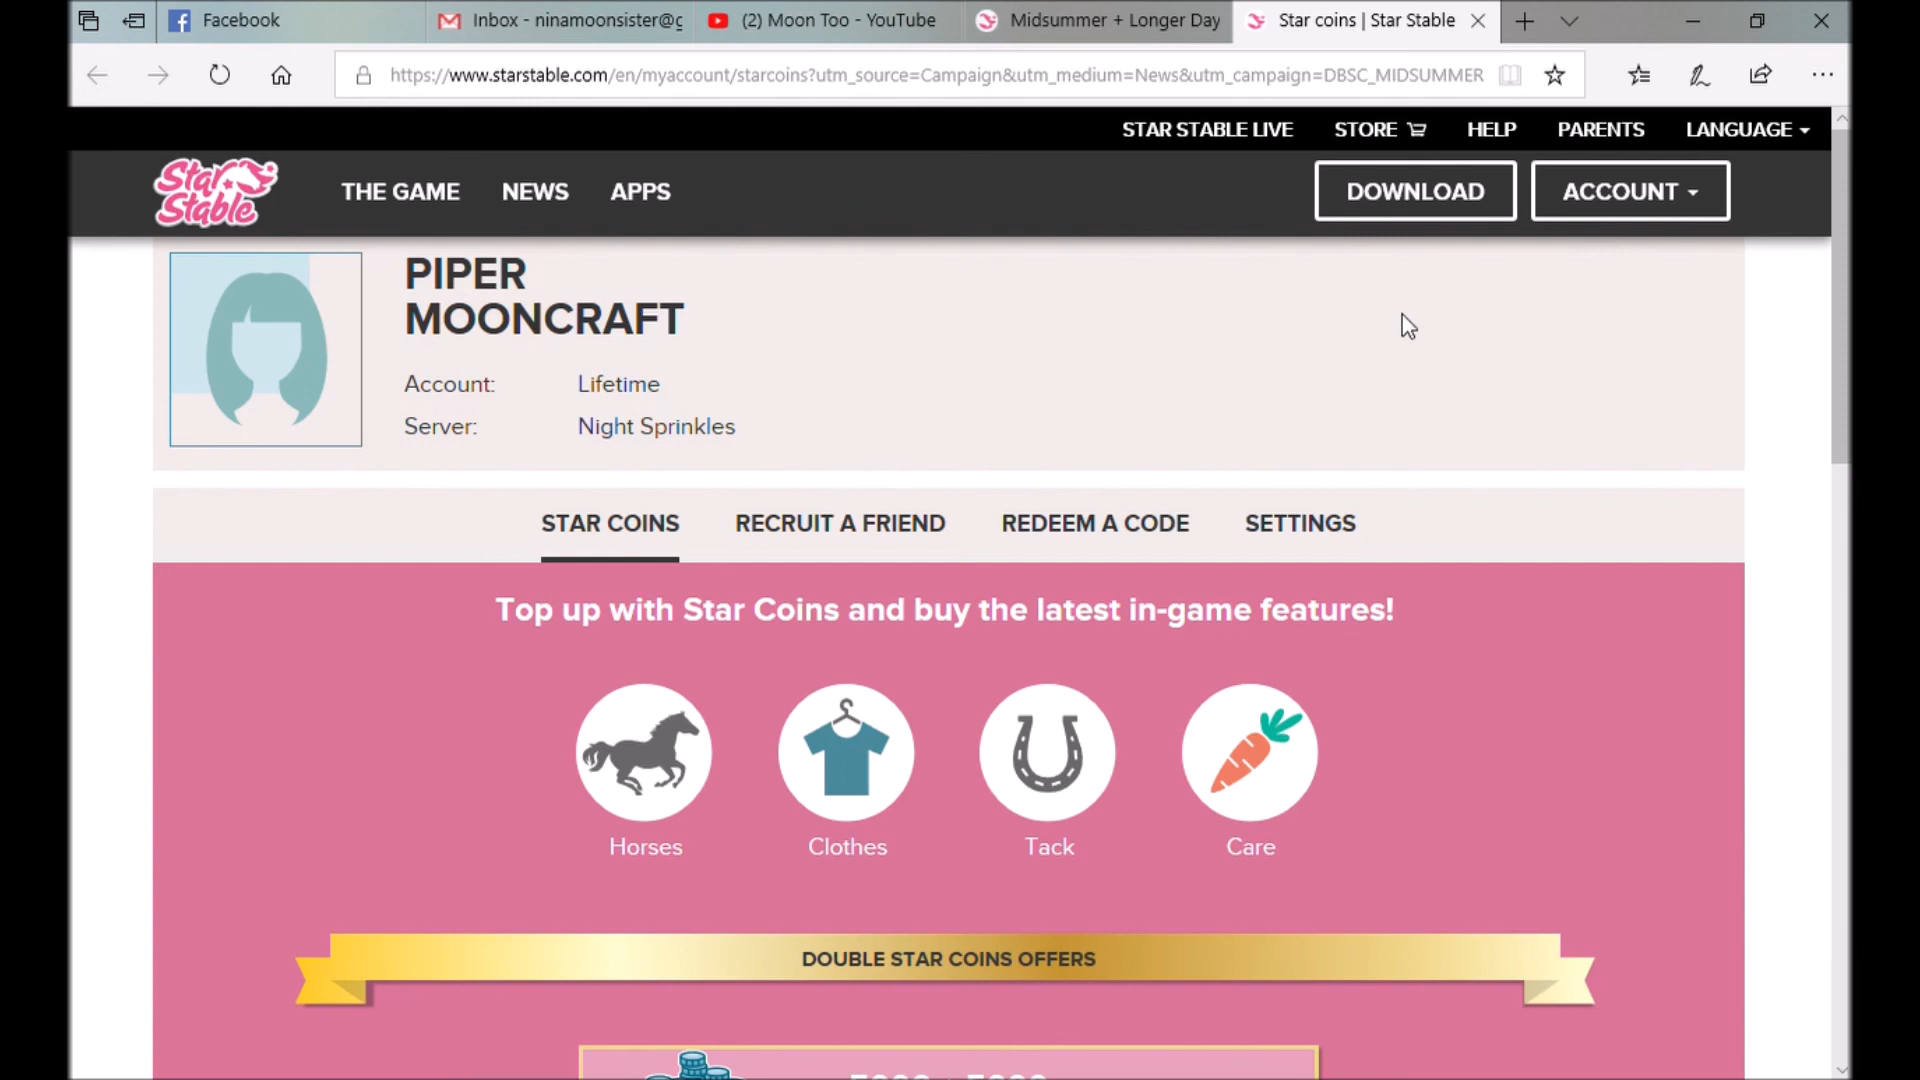 Facebook
Inbox - ninamoonsister@g
(2) Moon Too - YouTube
Midsummer + Longer Day
Star coins | Star Stable
https://www.starstable.com/en/myaccount/starcoins?utm_source=Campaign&utm_medium=News&utm_campaign=DBSC_MIDSUMMER
STAR STABLE LIVE
STORE
HELP
PARENTS
LANGUAGE
Star Stable
THE GAME
NEWS
APPS
DOWNLOAD
ACCOUNT
PIPER
MOONCRAFT
Account: Lifetime
Server: Night Sprinkles
STAR COINS
RECRUIT A FRIEND
REDEEM A CODE
SETTINGS
Top up with Star Coins and buy the latest in-game features!
Horses
Clothes
Tack
Care
DOUBLE STAR COINS OFFERS